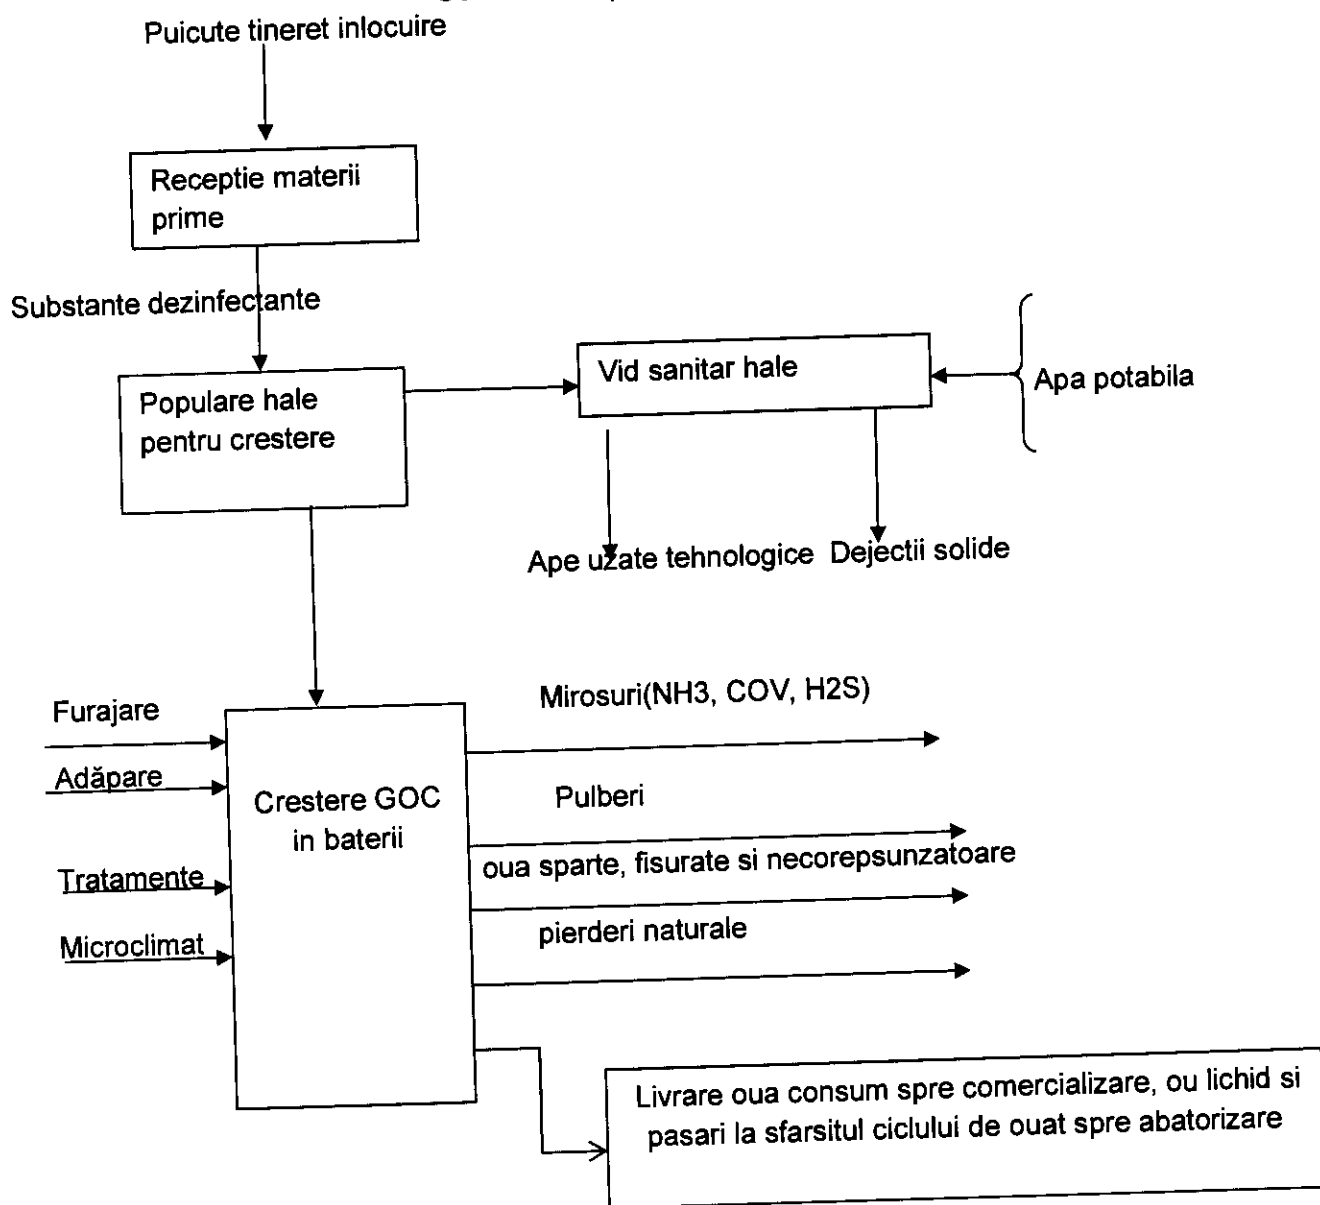 Puicute tineret inlocuire
Receptie materii
prime
Substante dezinfectante
Populare hale
pentru crestere
Vid sanitar hale
Apa potabila
Ape uzate tehnologice Dejectii solide
Furajare
Adăpare
Tratamente
Microclimat
Crestere GOC
in baterii
Mirosuri(NH3, COV, H2S)
Pulberi
oua sparte, fisurate si necorepsunzatoare
pierderi naturale
Livrare oua consum spre comercializare, ou lichid si
pasari la sfarsitul ciclului de ouat spre abatorizare